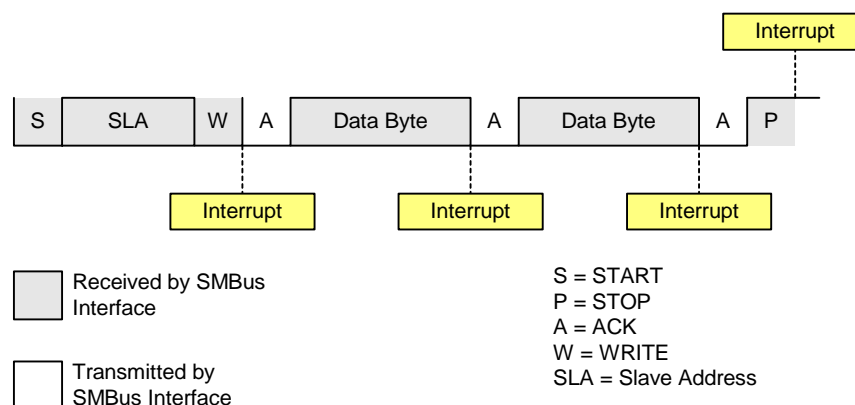 Interrupt
S SLA W A Data Byte A Data Byte A P
Interrupt Interrupt Interrupt
Received by SMBus
Interface
Transmitted by
SMBus Interface
S = START
P = STOP
A = ACK
W = WRITE
SLA = Slave Address